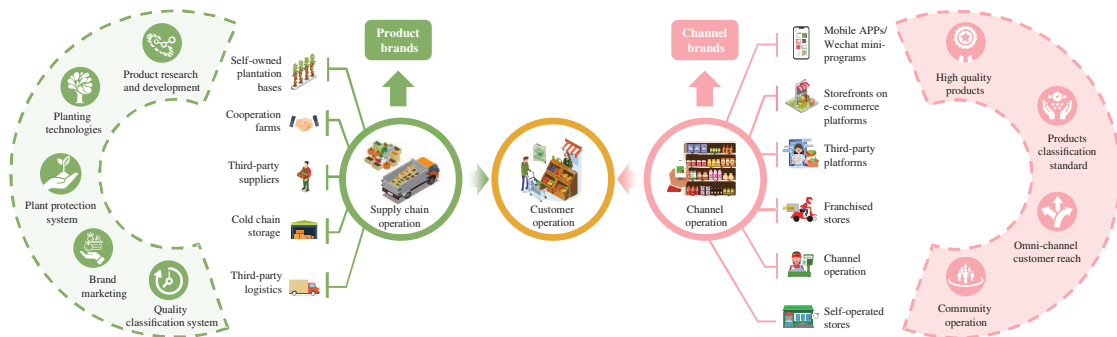 Product research
and development
Planting
technologies
Plant protection
system
Brand
marketing
Quality
classification system
Self-owned
plantation
bases
Cooperation
farms
Third-party
suppliers
Cold chain
storage
Third-party
logistics
Product
brands
Supply chain
operation
Customer
operation
Channel
brands
Channel
operation
Mobile APPs/
Wechat mini-
programs
Storefronts on
e-commerce
platforms
Third-party
platforms
Franchised
stores
Channel
operation
Self-operated
stores
High quality
products
Products
classification
standard
Omni-channel
customer reach
Community
operation